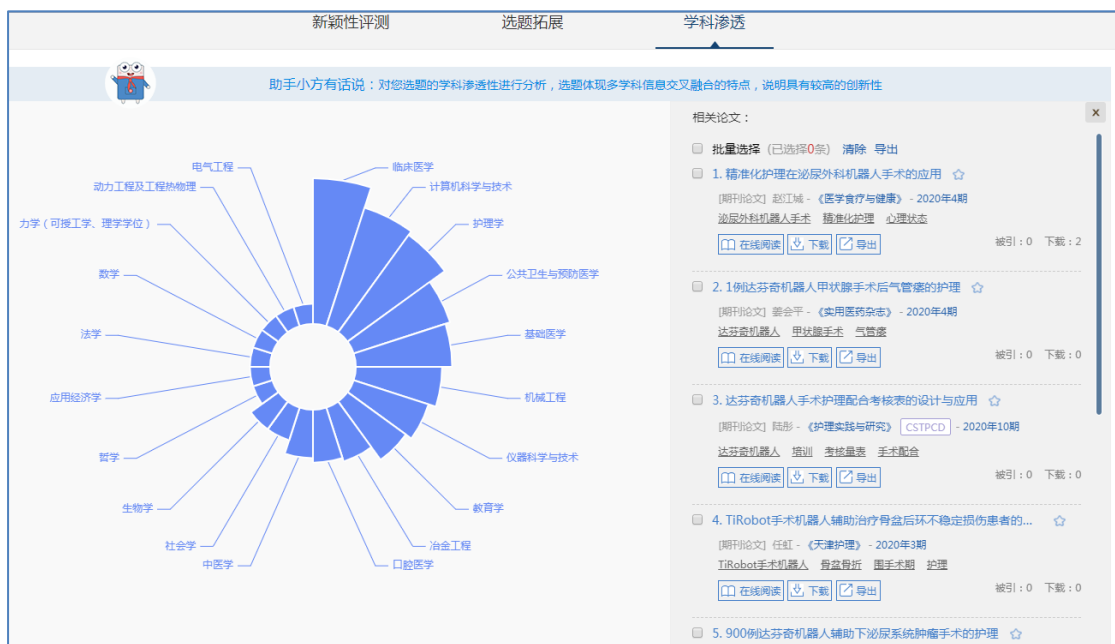 新颖性评测 选题拓展 学科渗透
助手小方有话说：对您选题的学科渗透性进行分析，选题体现多学科信息交叉融合的特点，说明具有较高的创新性
临床医学
计算机科学与技术
护理学
公共卫生与预防医学
基础医学
机械工程
仪器科学与技术
教育学
冶金工程
口腔医学
中医学
社会学
生物学
哲学
应用经济学
法学
数学
力学（可授工学、理学学位）
动力工程及工程热物理
电气工程
相关论文：
x
批量选择 (已选择0条) 清除 导出
1. 精准化护理在泌尿外科机器人手术的应用
[期刊论文] 赵江城 - 《医学食疗与健康》 - 2020年4期
泌尿外科机器人手术 精准化护理 心理状态
在线阅读 下载 导出 被引：0 下载：2
2. 1例达芬奇机器人甲状腺手术后气管瘘的护理
[期刊论文] 姜会平 - 《实用医药杂志》 - 2020年4期
达芬奇机器人 甲状腺手术 气管瘘
在线阅读 下载 导出 被引：0 下载：0
3. 达芬奇机器人手术护理配合考核表的设计与应用
[期刊论文] 陆彤 - 《护理实践与研究》 CSTPCD - 2020年10期
达芬奇机器人 培训 考核量表 手术配合
在线阅读 下载 导出 被引：0 下载：0
4. TiRobot手术机器人辅助治疗骨盆后环不稳定损伤患者的...
[期刊论文] 任虹 - 《天津护理》 - 2020年3期
TiRobot手术机器人 骨盆骨折 围手术期 护理
在线阅读 下载 导出 被引：0 下载：0
5. 900例达芬奇机器人辅助下泌尿系统肿瘤手术的护理